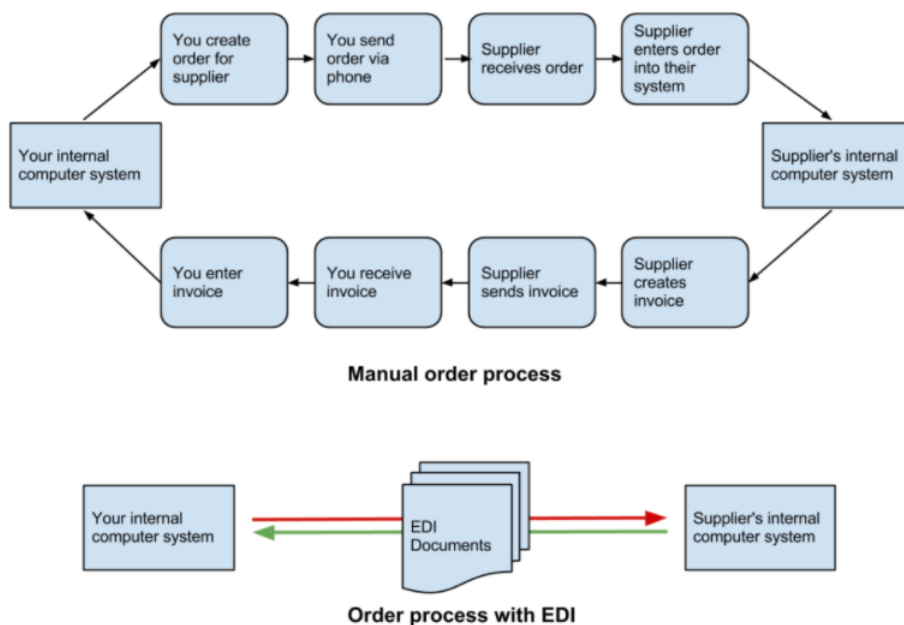 You create
order for
supplier
You send
order via
phone
Supplier
receives order
Supplier
enters order
into their
system
Your internal
computer system
Supplier's internal
computer system
You enter
invoice
You receive
invoice
Supplier
sends invoice
Supplier
creates
invoice
Manual order process
Your internal
computer system
EDI
Documents
Supplier's internal
computer system
Order process with EDI